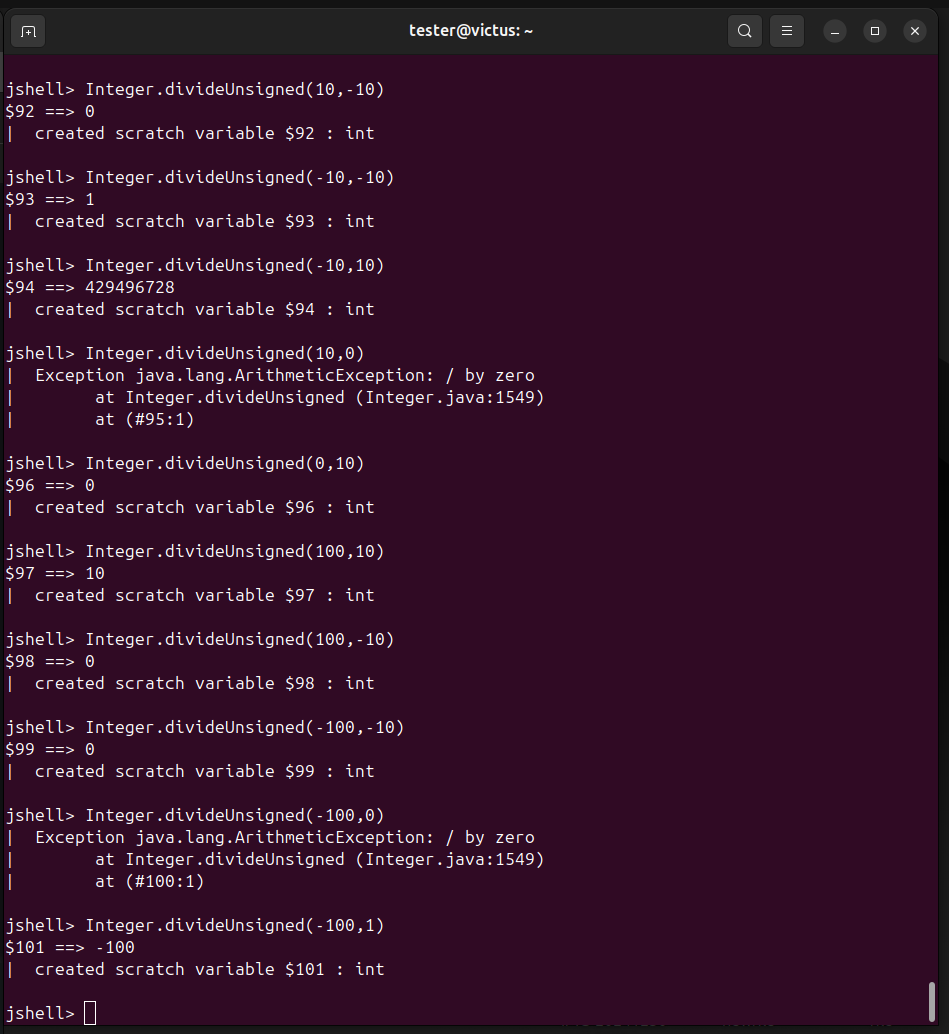 tester@victus: ~
jshell> Integer.divideUnsigned(10,-10)
$92 ==> 0
|  created scratch variable $92 : int
jshell> Integer.divideUnsigned(-10,-10)
$93 ==> 1
|  created scratch variable $93 : int
jshell> Integer.divideUnsigned(-10,10)
$94 ==> 429496728
|  created scratch variable $94 : int
jshell> Integer.divideUnsigned(10,0)
|  Exception java.lang.ArithmeticException: / by zero
|        at Integer.divideUnsigned (Integer.java:1549)
|        at (#95:1)
jshell> Integer.divideUnsigned(0,10)
$96 ==> 0
|  created scratch variable $96 : int
jshell> Integer.divideUnsigned(100,10)
$97 ==> 10
|  created scratch variable $97 : int
jshell> Integer.divideUnsigned(100,-10)
$98 ==> 0
|  created scratch variable $98 : int
jshell> Integer.divideUnsigned(-100,-10)
$99 ==> 0
|  created scratch variable $99 : int
jshell> Integer.divideUnsigned(-100,0)
|  Exception java.lang.ArithmeticException: / by zero
|        at Integer.divideUnsigned (Integer.java:1549)
|        at (#100:1)
jshell> Integer.divideUnsigned(-100,1)
$101 ==> -100
|  created scratch variable $101 : int
jshell>